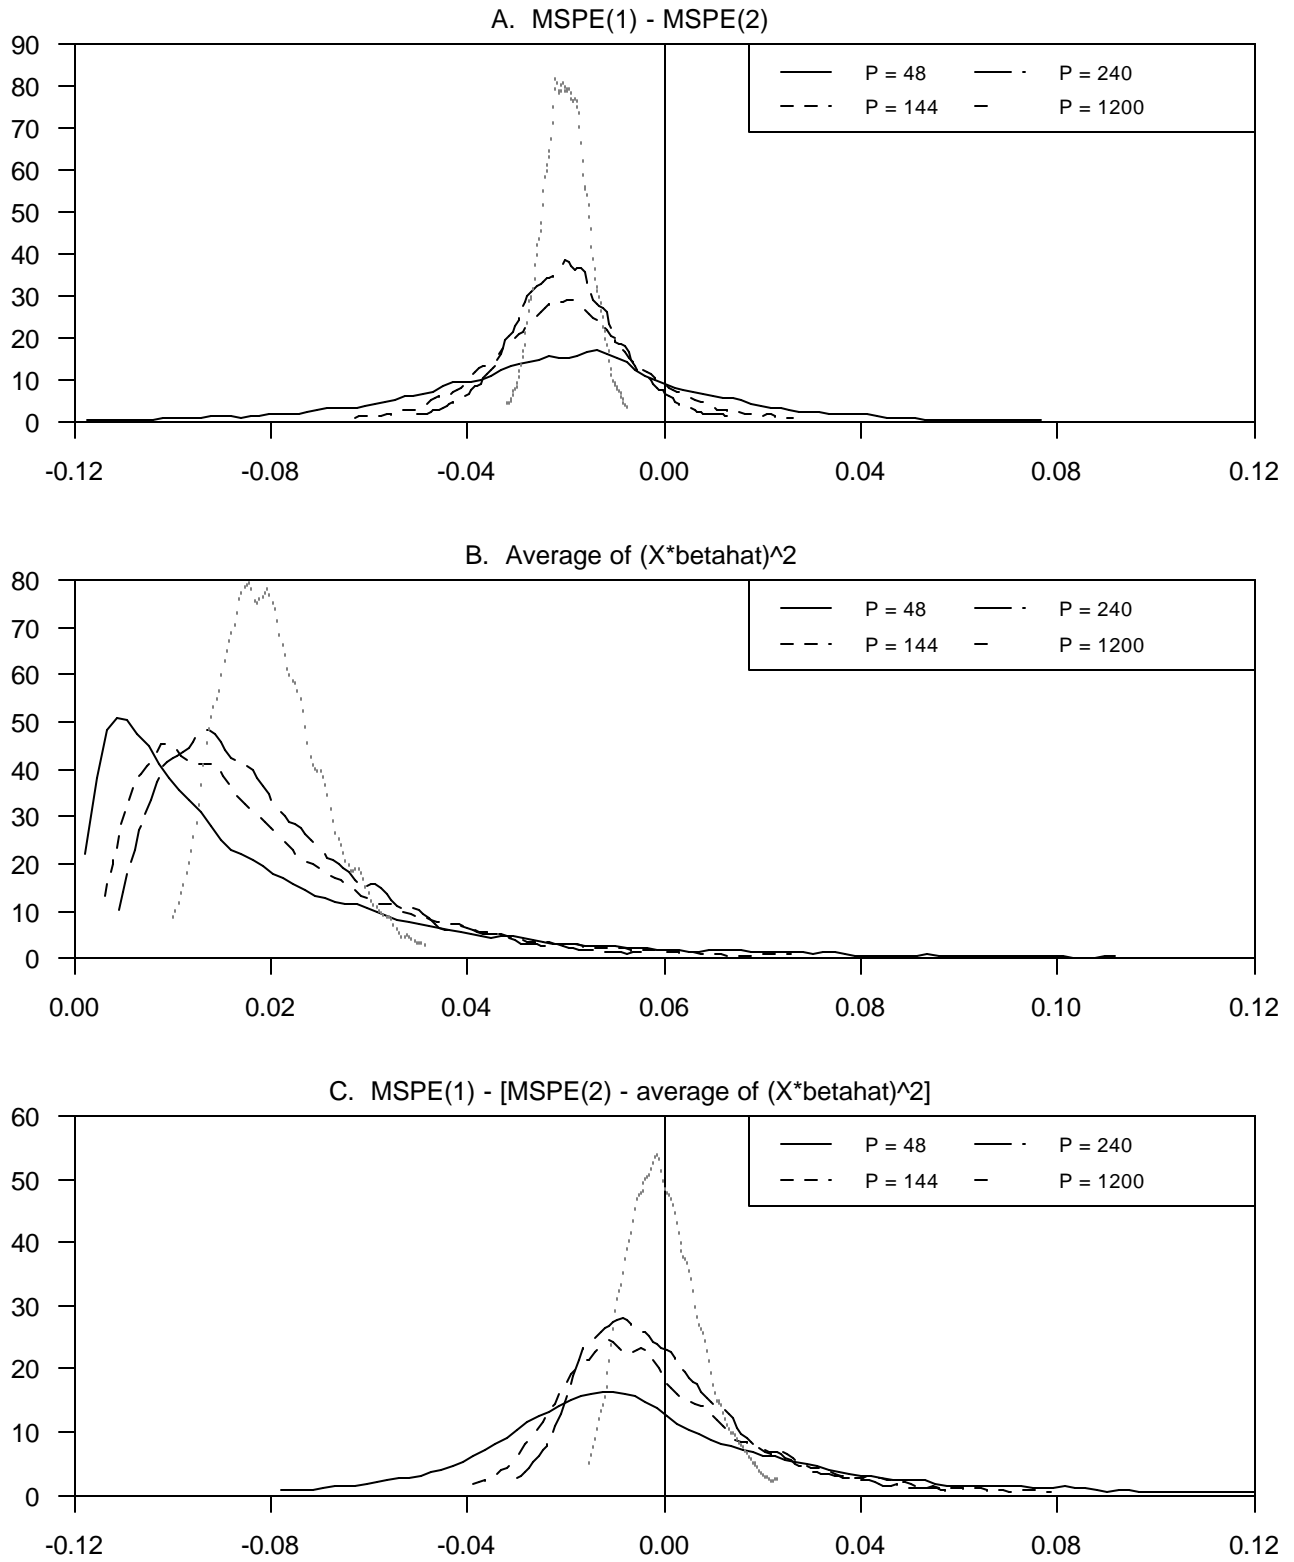 A. MSPE(1) - MSPE(2)
90
80
70
60
50
40
30
20
10
0
P = 48 P = 240
P = 144 P = 1200
-0.12 -0.08 -0.04 0.00 0.04 0.08 0.12
B. Average of (X*betahat)^2
80
70
60
50
40
30
20
10
0
P = 48 P = 240
P = 144 P = 1200
0.00 0.02 0.04 0.06 0.08 0.10 0.12
C. MSPE(1) - [MSPE(2) - average of (X*betahat)^2]
60
50
40
30
20
10
0
P = 48 P = 240
P = 144 P = 1200
-0.12 -0.08 -0.04 0.00 0.04 0.08 0.12